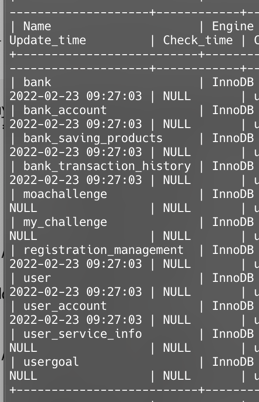 ---------------------+------------+---------
| Name                     | Engine
Update_time         | Check_time | C
+--------------------------+---------
---------------------+------------+---------
| bank                     | InnoDB
2022-02-23 09:27:03 | NULL       | u
| bank_account             | InnoDB
2022-02-23 09:27:03 | NULL       | u
| bank_saving_products     | InnoDB
2022-02-23 09:27:03 | NULL       | u
| bank_transaction_history | InnoDB
2022-02-23 09:27:03 | NULL       | u
| moachallenge             | InnoDB
NULL                | NULL       | u
| my_challenge             | InnoDB
NULL                | NULL       | u
| registration_management  | InnoDB
2022-02-23 09:27:03 | NULL       | u
| user                     | InnoDB
2022-02-23 09:27:03 | NULL       | u
| user_account             | InnoDB
2022-02-23 09:27:03 | NULL       | u
| user_service_info        | InnoDB
NULL                | NULL       | u
| usergoal                 | InnoDB
NULL                | NULL       | u
+--------------------------+---------